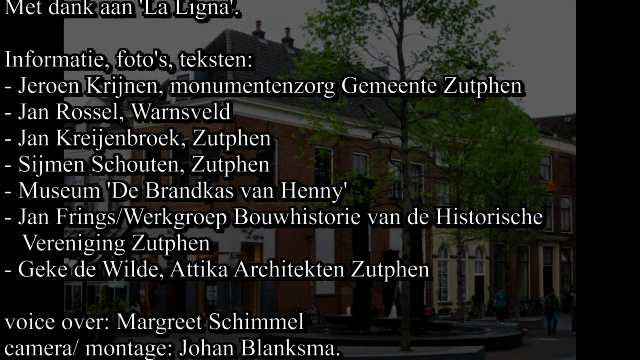 Met dank aan 'La Ligna'.
Informatie, foto's, teksten:
- Jeroen Krijnen, monumentenzorg Gemeente Zutphen
- Jan Rossel, Warnsveld
- Jan Kreijenbroek, Zutphen
- Sijmen Schouten, Zutphen
- Museum 'De Brandkas van Henny'
- Jan Frings/Werkgroep Bouwhistorie van de Historische
Vereniging Zutphen
- Geke de Wilde, Attika Architekten Zutphen
voice over: Margreet Schimmel
camera/ montage: Johan Blanksma.